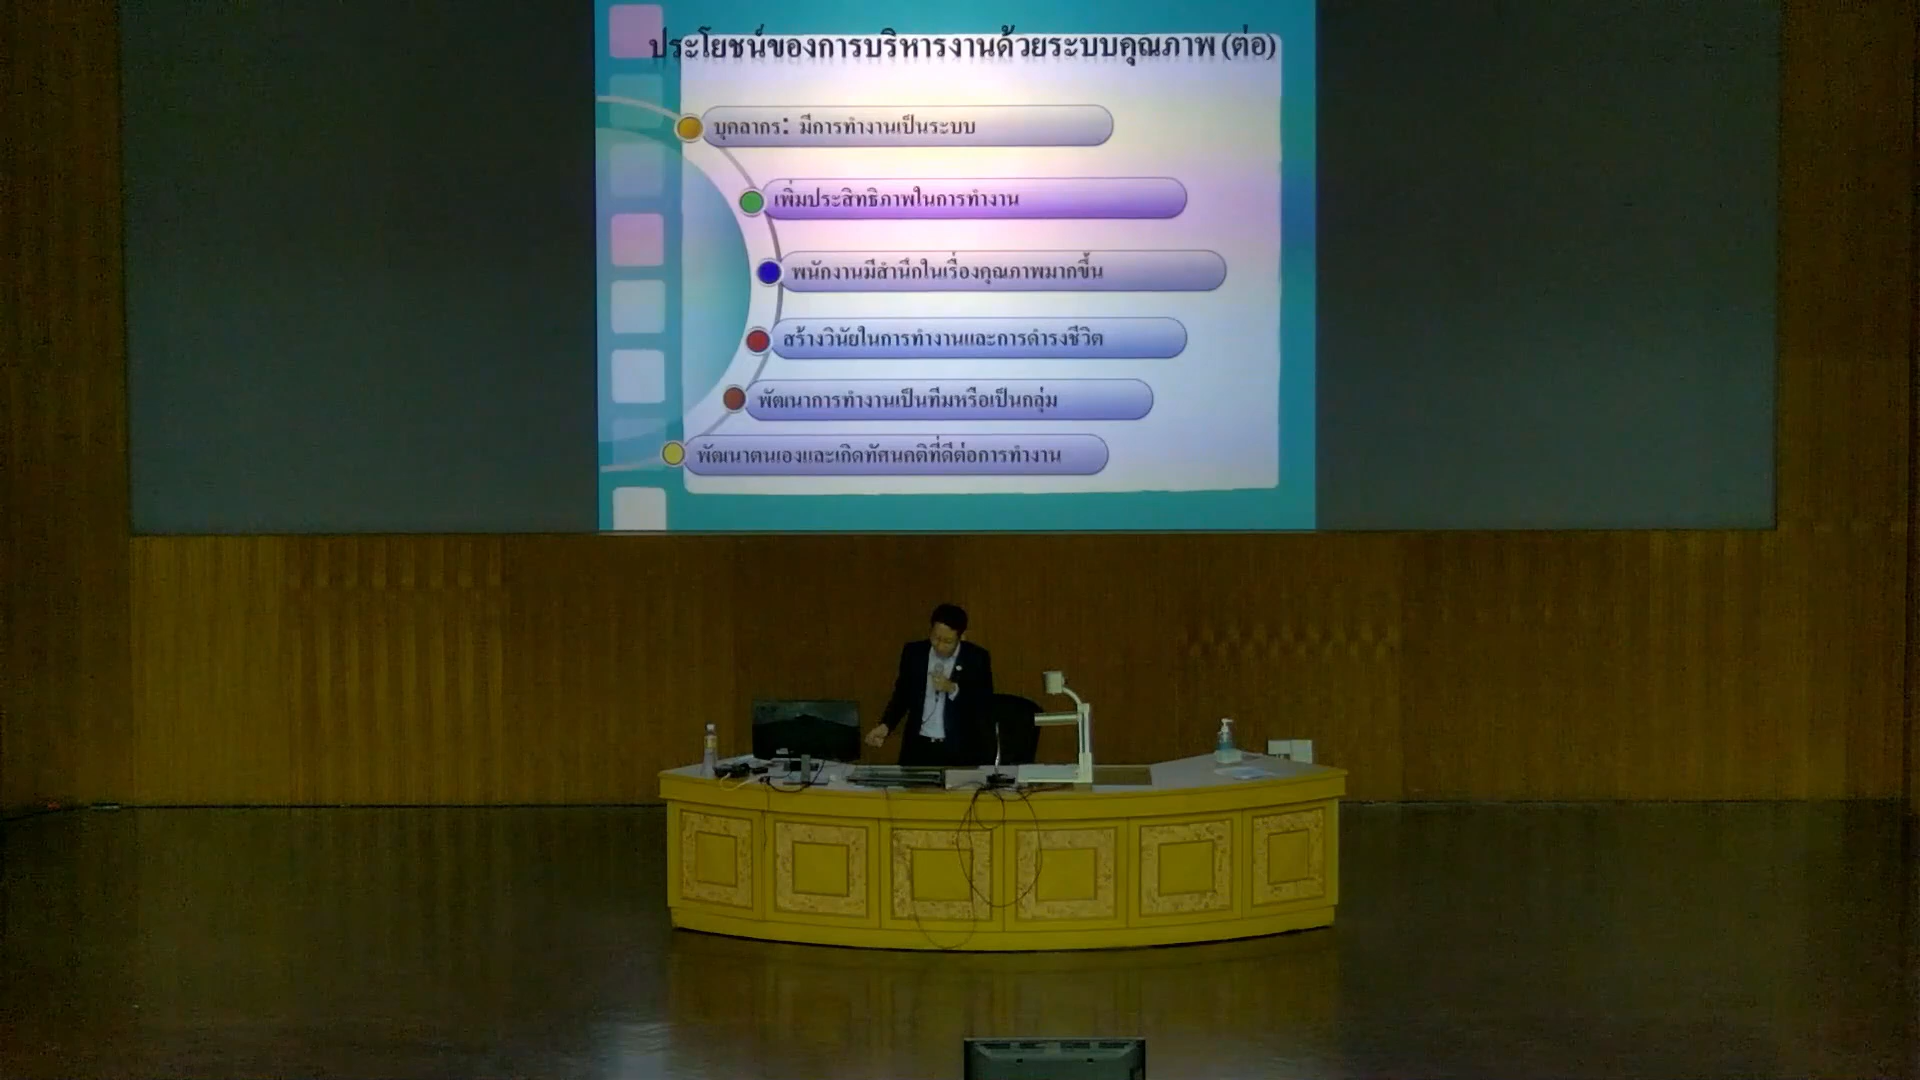 ประโยชน์ของการบริหารงานด้วยระบบคุณภาพ (ต่อ)
บุคลากร: มีการทำงานเป็นระบบ
เพิ่มประสิทธิภาพในการทำงาน
พนักงานมีสำนึกในเรื่องคุณภาพมากขึ้น
สร้างวินัยในการทำงานและการดำรงชีวิต
พัฒนาการทำงานเป็นทีมหรือเป็นกลุ่ม
พัฒนาตนเองและเกิดทัศนคติที่ดีต่อการทำงาน